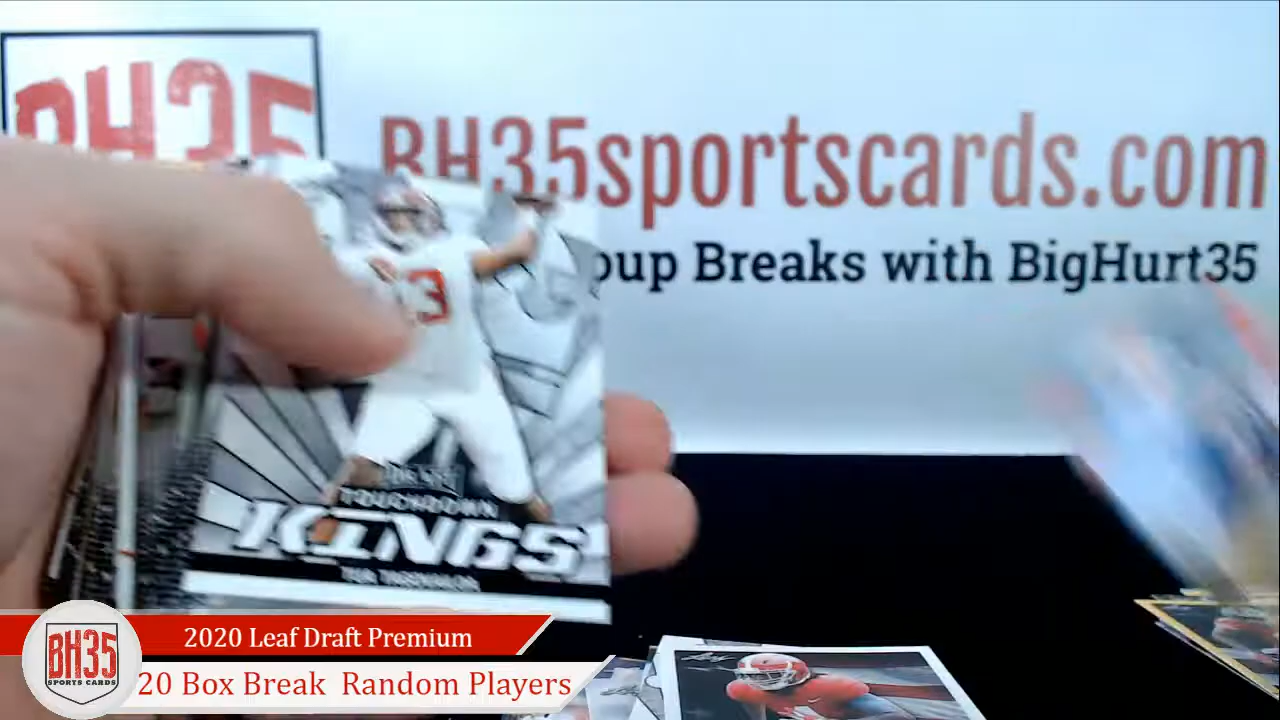 BH35
BH35sportscards.com
oup Breaks with BigHurt35
3
TOUCHDOWN
KINGS
2020 Leaf Draft Premium
BH35
SPORTS CARDS
20 Box Break Random Players